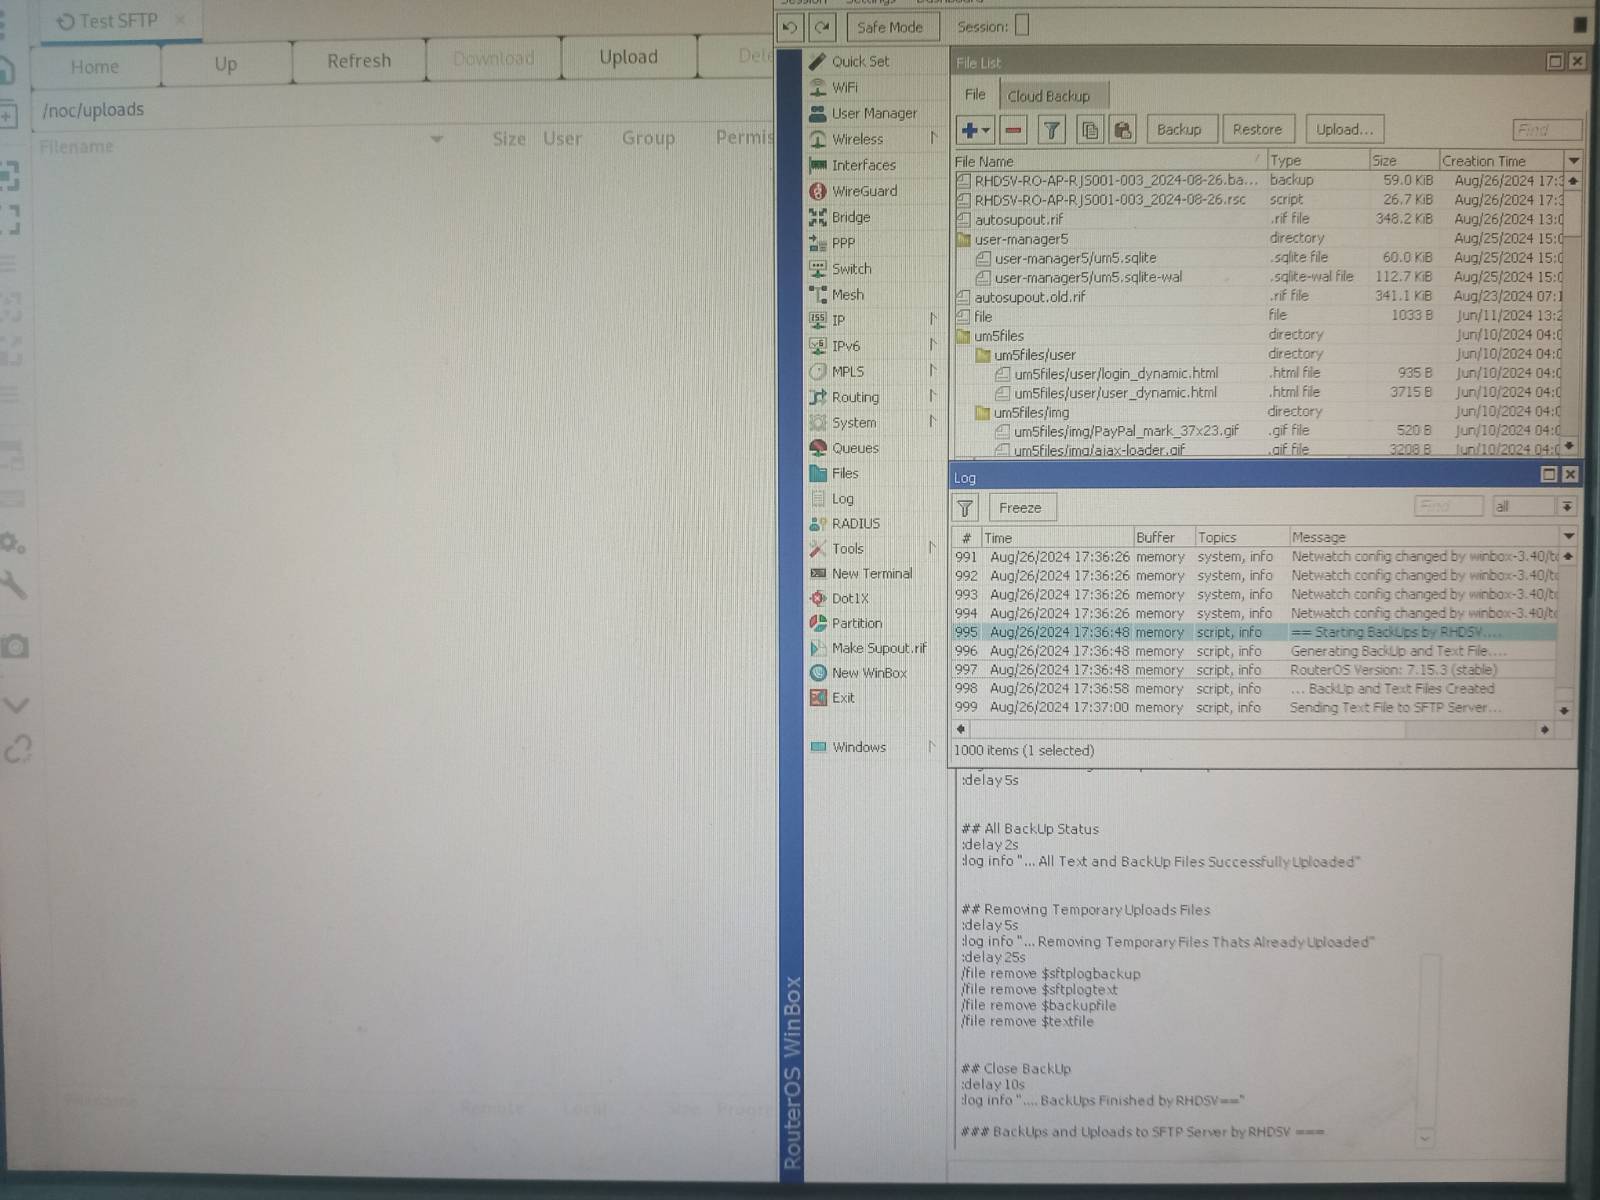 Test SFTP
Home Up Refresh Download Upload
/noc/uploads
Filename Size User Group
RouterOS WinBox
Safe Mode Session:
Quick Set
WiFi
User Manager
Wireless
Interfaces
WireGuard
Bridge
PPP
Switch
Mesh
IP
IPv6
MPLS
Routing
System
Queues
Files
Log
RADIUS
Tools
New Terminal
Dot1X
Partition
Make Supout.rif
New WinBox
Exit
Windows
File List
File Cloud Backup
Backup Restore Upload... Find
File Name Type Size Creation Time
RHDSV-RO-AP-RJS001-003_2024-08-26.ba... backup 59.0 KiB Aug/26/2024 17:3
RHDSV-RO-AP-RJS001-003_2024-08-26.rsc script 26.7 KiB Aug/26/2024 17:3
autosupout.rif .rif file 348.2 KiB Aug/26/2024 13:0
user-manager5 directory Aug/25/2024 15:0
user-manager5/um5.sqlite .sqlite file 60.0 KiB Aug/25/2024 15:0
user-manager5/um5.sqlite-wal .sqlite-wal file 112.7 KiB Aug/25/2024 15:0
autosupout.old.rif .rif file 341.1 KiB Aug/23/2024 07:1
file file 1033 B Jun/11/2024 13:2
um5files directory Jun/10/2024 04:0
um5files/user directory Jun/10/2024 04:0
um5files/user/login_dynamic.html .html file 935 B Jun/10/2024 04:0
um5files/user/user_dynamic.html .html file 3715 B Jun/10/2024 04:0
um5files/img directory Jun/10/2024 04:0
um5files/img/PayPal_mark_37x23.gif .gif file 520 B Jun/10/2024 04:0
um5files/img/ajax-loader.gif .gif file 3208 B Jun/10/2024 04:0
Log
Freeze Find all
# Time Buffer Topics Message
991 Aug/26/2024 17:36:26 memory system, info Netwatch config changed by winbox-3.40/tc
992 Aug/26/2024 17:36:26 memory system, info Netwatch config changed by winbox-3.40/tc
993 Aug/26/2024 17:36:26 memory system, info Netwatch config changed by winbox-3.40/tc
994 Aug/26/2024 17:36:26 memory system, info Netwatch config changed by winbox-3.40/tc
995 Aug/26/2024 17:36:48 memory script, info == Starting BackUps by RHDSV....
996 Aug/26/2024 17:36:48 memory script, info Generating BackUp and Text File....
997 Aug/26/2024 17:36:48 memory script, info RouterOS Version: 7.15.3 (stable)
998 Aug/26/2024 17:36:58 memory script, info ... BackUp and Text Files Created
999 Aug/26/2024 17:37:00 memory script, info Sending Text File to SFTP Server...
1000 items (1 selected)
:delay 5s
## All BackUp Status
:delay 2s
:log info "... All Text and BackUp Files Successfully Uploaded"
## Removing Temporary Uploads Files
:delay 5s
:log info "... Removing Temporary Files Thats Already Uploaded"
:delay 25s
/file remove $sftplogbackup
/file remove $sftplogtext
/file remove $backupfile
/file remove $textfile
## Close BackUp
:delay 10s
:log info ".... BackUps Finished by RHDSV=="
### BackUps and Uploads to SFTP Server by RHDSV ===